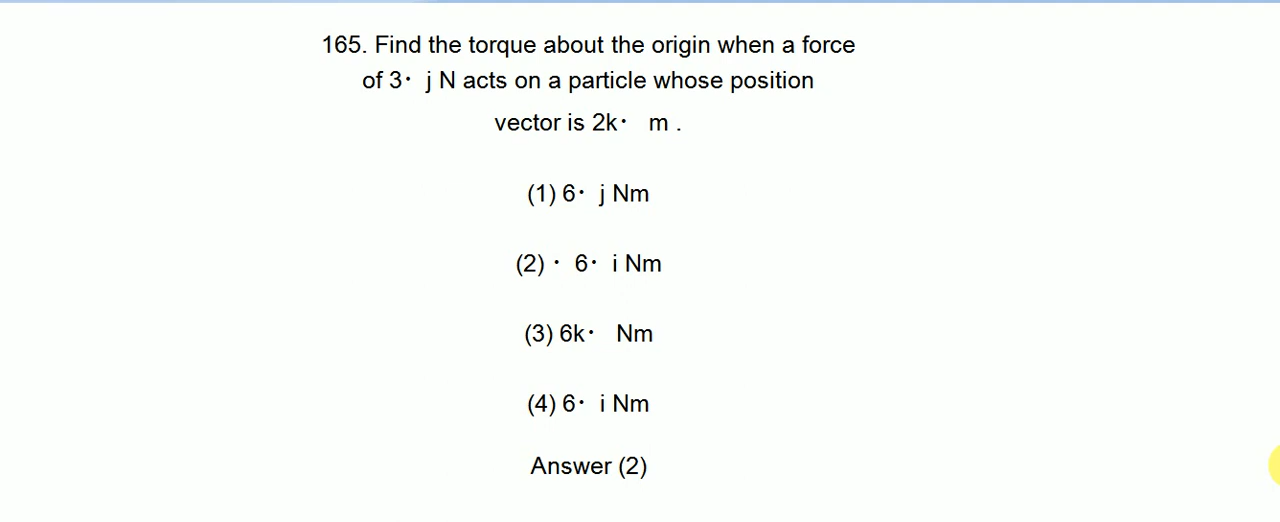 165. Find the torque about the origin when a force
of 3· j N acts on a particle whose position
vector is 2k· m .
(1) 6· j Nm
(2) · 6· i Nm
(3) 6k· Nm
(4) 6· i Nm
Answer (2)